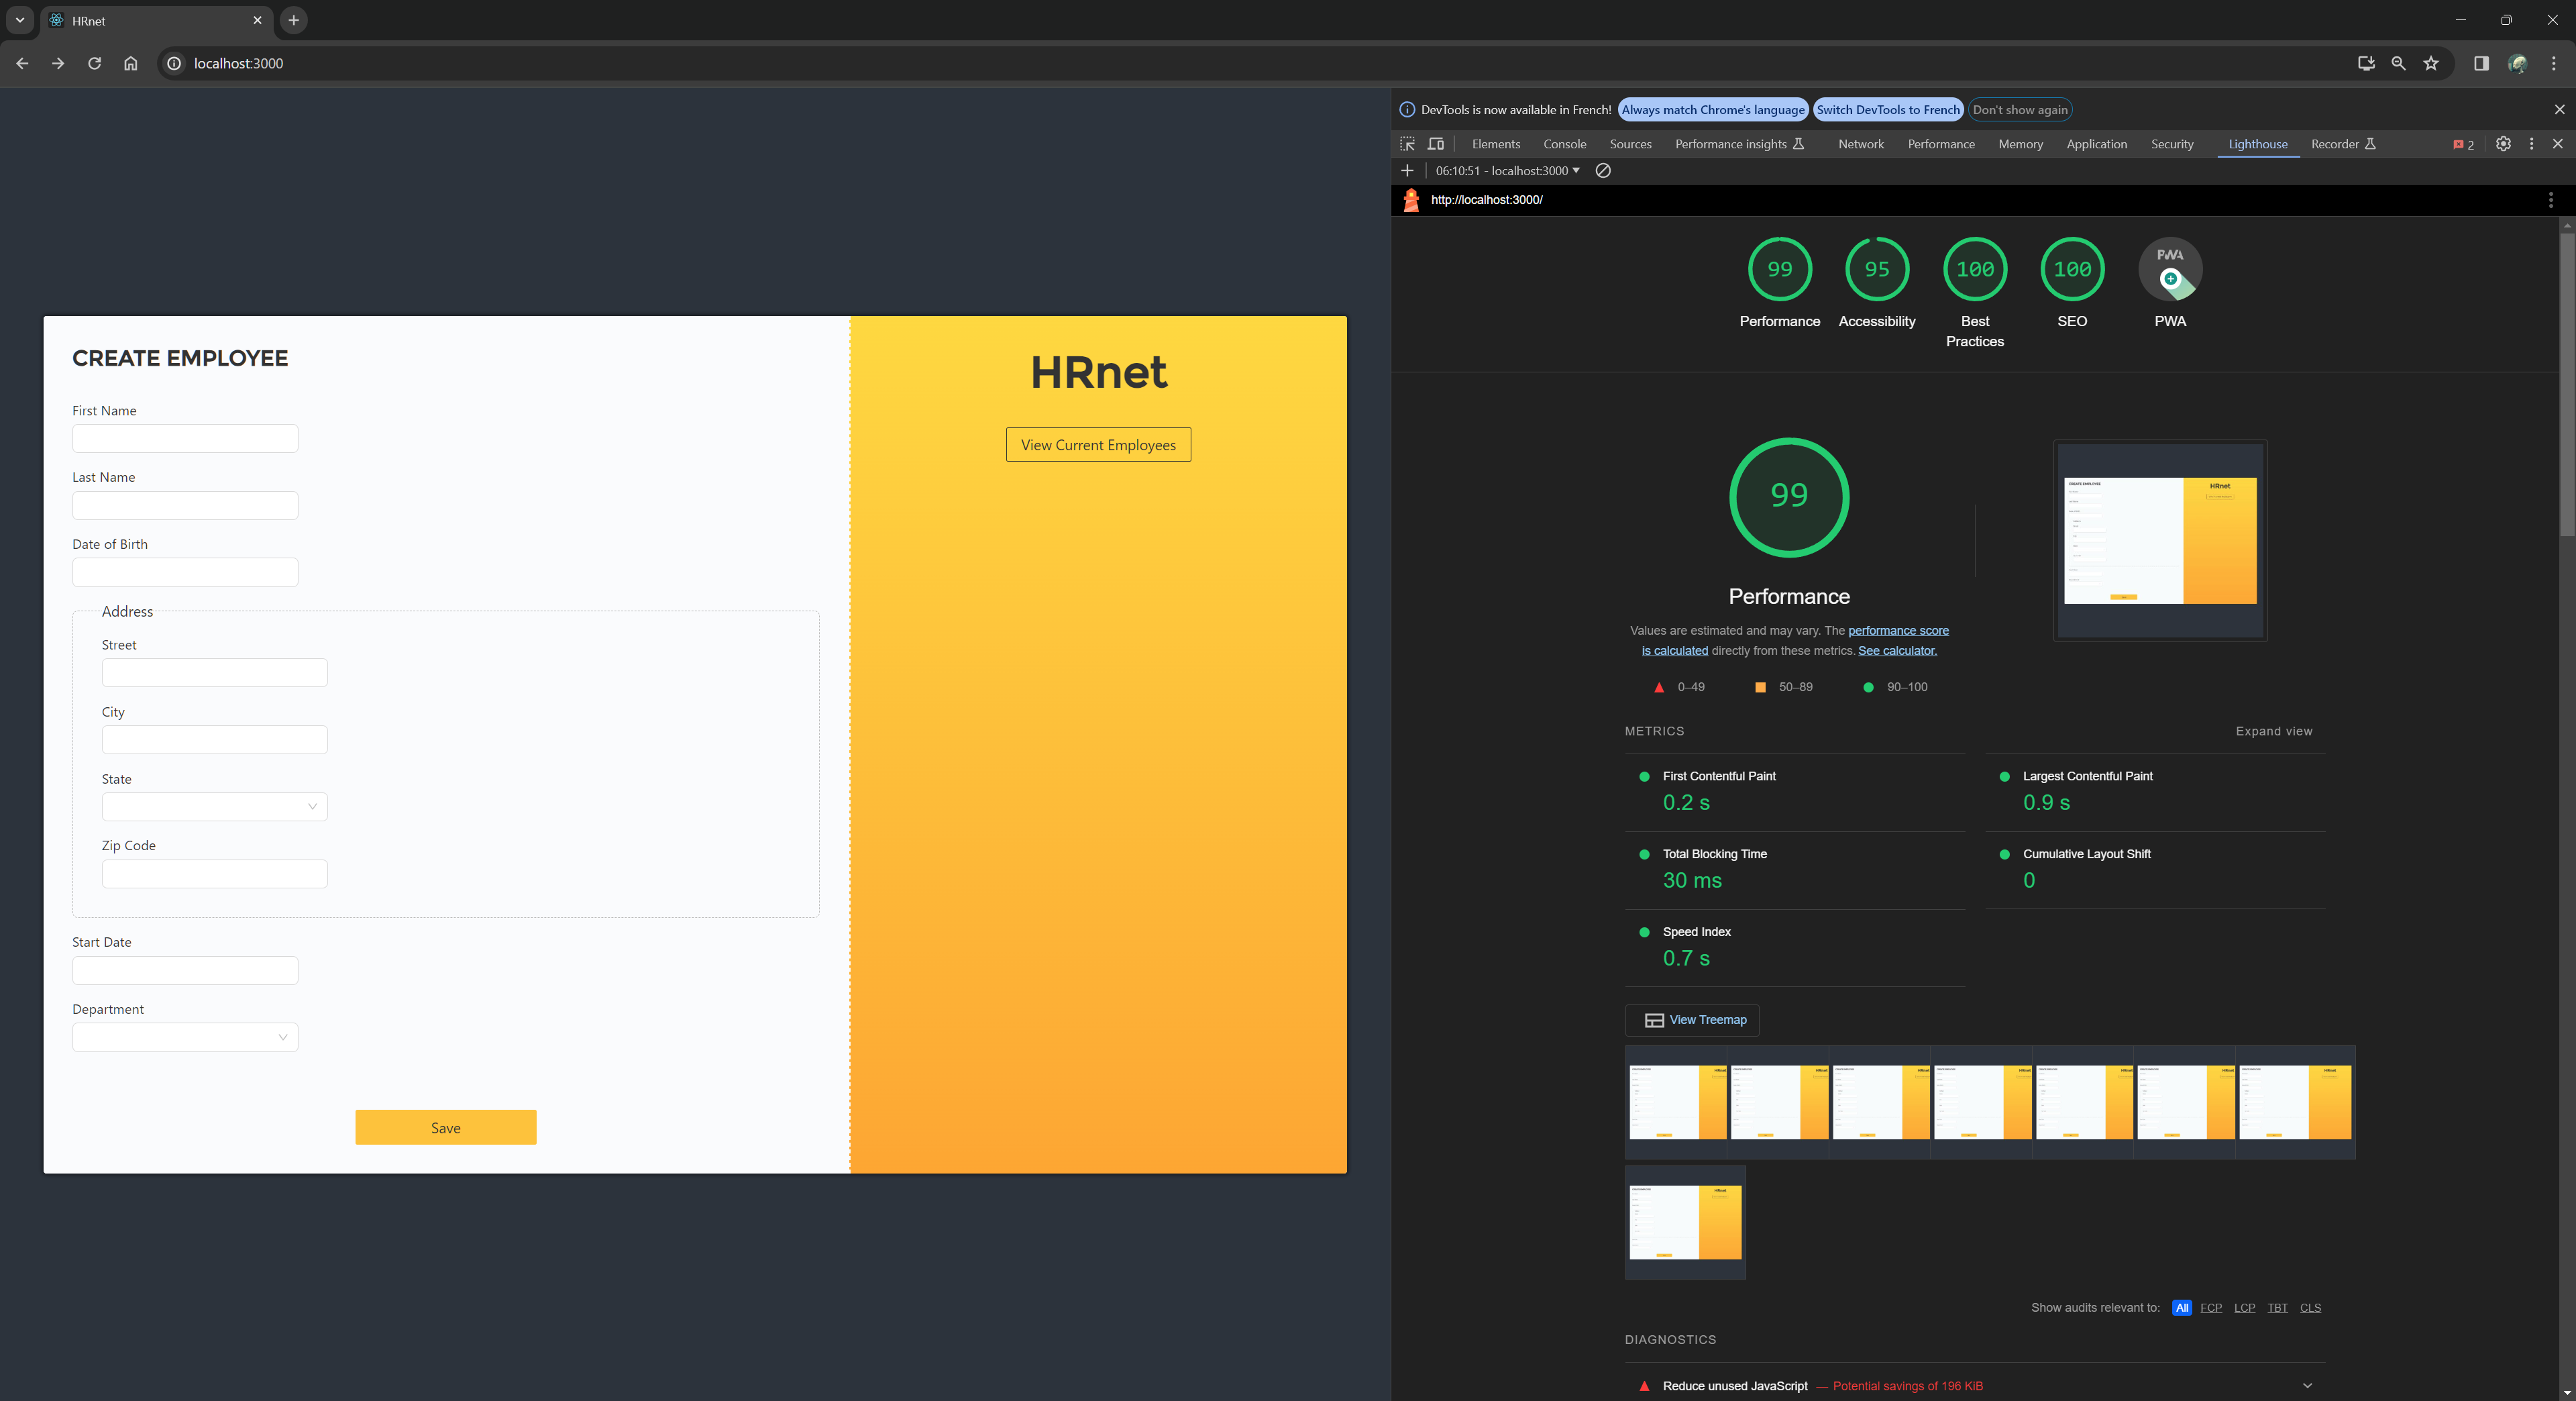 HRnet
localhost:3000
CREATE EMPLOYEE
First Name
Last Name
Date of Birth
Address
Street
City
State
Zip Code
Start Date
Department
Save
HRnet
View Current Employees
DevTools is now available in French! Always match Chrome's language Switch DevTools to French Don't show again
Elements Console Sources Performance insights Network Performance Memory Application Security Lighthouse Recorder 2
06:10:51 - localhost:3000
http://localhost:3000/
99 95 100 100 PWA
Performance Accessibility Best Practices SEO PWA
99
Performance
Values are estimated and may vary. The performance score
is calculated directly from these metrics. See calculator.
0–49 50–89 90–100
METRICS Expand view
First Contentful Paint
0.2 s
Largest Contentful Paint
0.9 s
Total Blocking Time
30 ms
Cumulative Layout Shift
0
Speed Index
0.7 s
View Treemap
Show audits relevant to: All FCP LCP TBT CLS
DIAGNOSTICS
Reduce unused JavaScript — Potential savings of 196 KiB